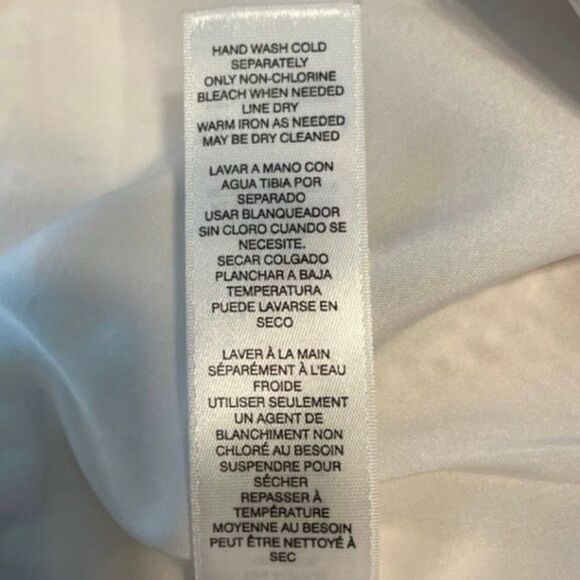 HAND WASH COLD
SEPARATELY
ONLY NON-CHLORINE
BLEACH WHEN NEEDED
LINE DRY
WARM IRON AS NEEDED
MAY BE DRY CLEANED
LAVAR A MANO CON
AGUA TIBIA POR
SEPARADO
USAR BLANQUEADOR
SIN CLORO CUANDO SE
NECESITE.
SECAR COLGADO
PLANCHAR A BAJA
TEMPERATURA
PUEDE LAVARSE EN
SECO
LAVER À LA MAIN
SÉPARÉMENT À L'EAU
FROIDE
UTILISER SEULEMENT
UN AGENT DE
BLANCHIMENT NON
CHLORÉ AU BESOIN
SUSPENDRE POUR
SÉCHER
REPASSER À
TEMPÉRATURE
MOYENNE AU BESOIN
PEUT ÊTRE NETTOYÉ À
SEC